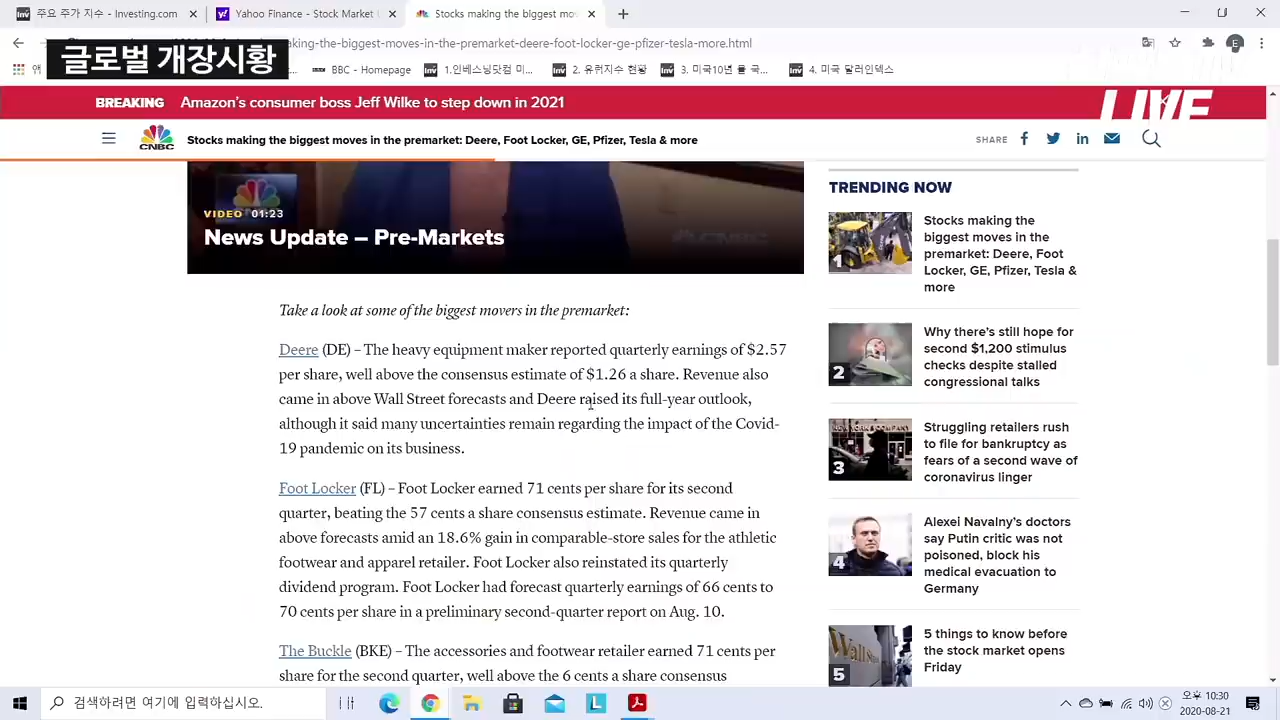 주요 주가지수 - Investing.com
Yahoo Finance - Stock Market Li
Stocks making the biggest mov
글로벌 개장시황
aking-the-biggest-moves-in-the-premarket-deere-foot-locker-ge-pfizer-tesla-more.html
BBC - Homepage
1.인베스닝닷컴 미...
3. 미국10년 률 국...
4. 미국 달러인덱스
LIVE
BREAKING Amazon's consumer boss Jeff Wilke to step down in 2021
CNBC
Stocks making the biggest moves in the premarket: Deere, Foot Locker, GE, Pfizer, Tesla & more
SHARE
VIDEO 01:23
News Update – Pre-Markets
Take a look at some of the biggest movers in the premarket:
Deere (DE) – The heavy equipment maker reported quarterly earnings of $2.57
per share, well above the consensus estimate of $1.26 a share. Revenue also
came in above Wall Street forecasts and Deere raised its full-year outlook,
although it said many uncertainties remain regarding the impact of the Covid-
19 pandemic on its business.
Foot Locker (FL) – Foot Locker earned 71 cents per share for its second
quarter, beating the 57 cents a share consensus estimate. Revenue came in
above forecasts amid an 18.6% gain in comparable-store sales for the athletic
footwear and apparel retailer. Foot Locker also reinstated its quarterly
dividend program. Foot Locker had forecast quarterly earnings of 66 cents to
70 cents per share in a preliminary second-quarter report on Aug. 10.
The Buckle (BKE) – The accessories and footwear retailer earned 71 cents per
share for the second quarter, well above the 6 cents a share consensus
TRENDING NOW
1
Stocks making the
biggest moves in the
premarket: Deere, Foot
Locker, GE, Pfizer, Tesla &
more
2
Why there's still hope for
second $1,200 stimulus
checks despite stalled
congressional talks
3
Struggling retailers rush
to file for bankruptcy as
fears of a second wave of
coronavirus linger
4
Alexei Navalny's doctors
say Putin critic was not
poisoned, block his
medical evacuation to
Germany
5
5 things to know before
the stock market opens
Friday
검색하려면 여기에 입력하십시오.
오후 10:30
2020-08-21